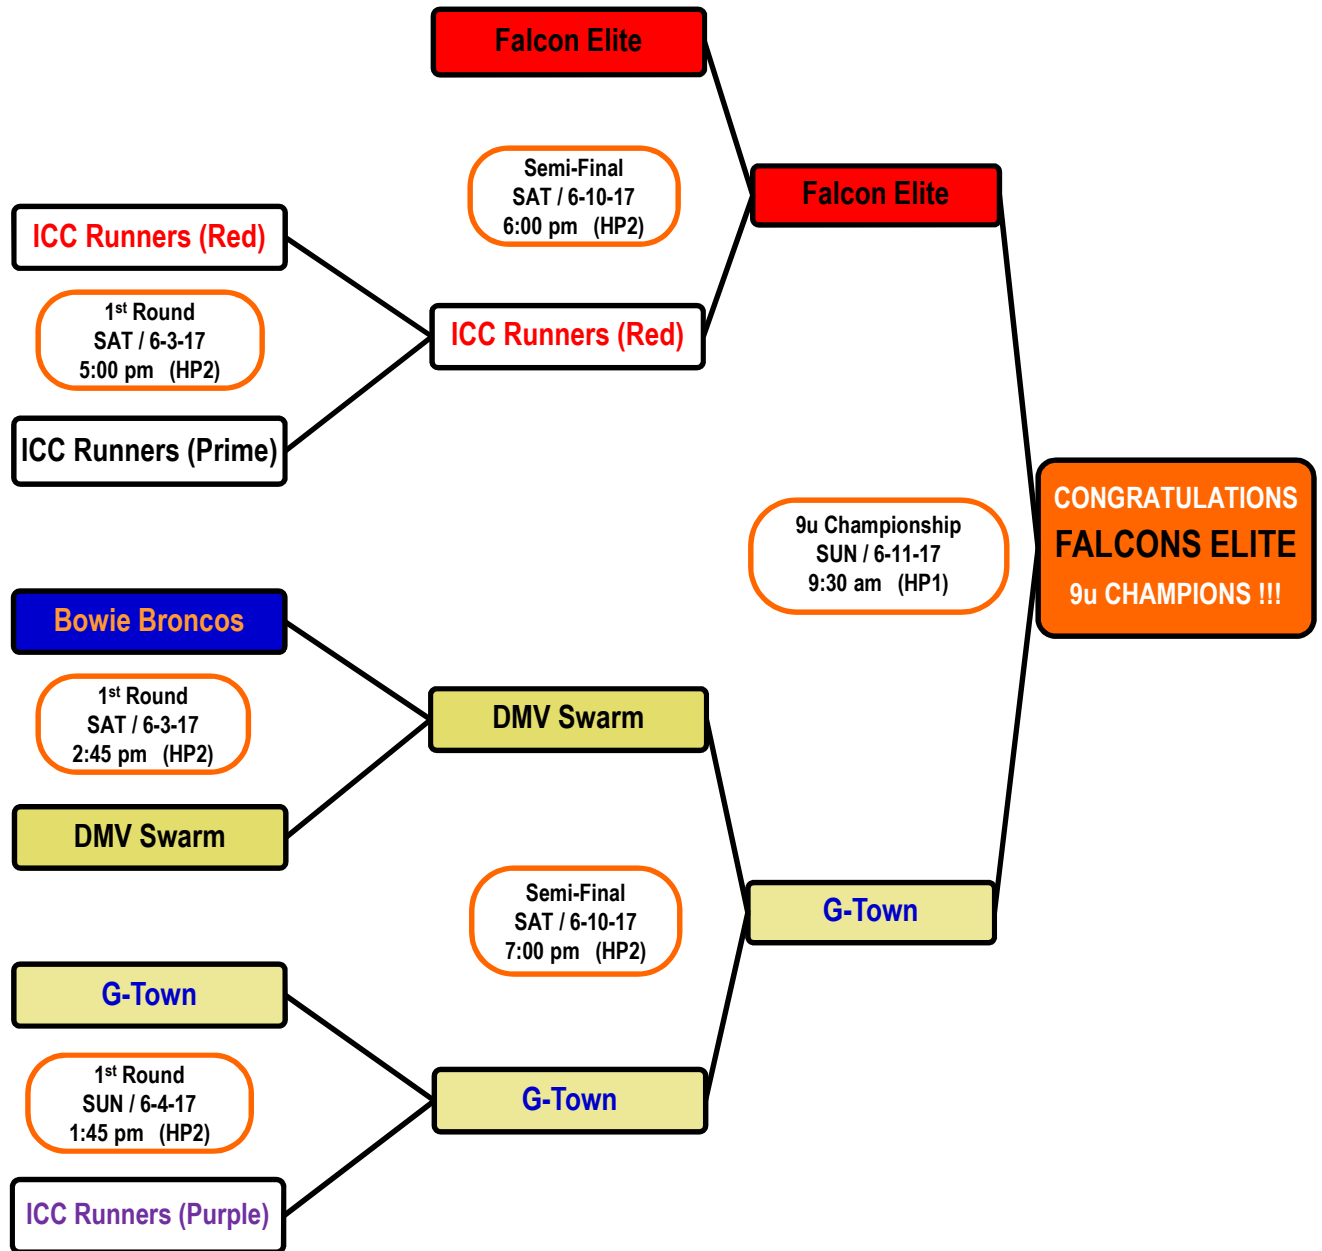 Falcon Elite
Semi-Final
SAT / 6-10-17
6:00 pm (HP2)
Falcon Elite
ICC Runners (Red)
1st Round
SAT / 6-3-17
5:00 pm (HP2)
ICC Runners (Red)
ICC Runners (Prime)
9u Championship
SUN / 6-11-17
9:30 am (HP1)
CONGRATULATIONS
FALCONS ELITE
9u CHAMPIONS !!!
Bowie Broncos
1st Round
SAT / 6-3-17
2:45 pm (HP2)
DMV Swarm
DMV Swarm
Semi-Final
SAT / 6-10-17
7:00 pm (HP2)
G-Town
G-Town
1st Round
SUN / 6-4-17
1:45 pm (HP2)
G-Town
ICC Runners (Purple)